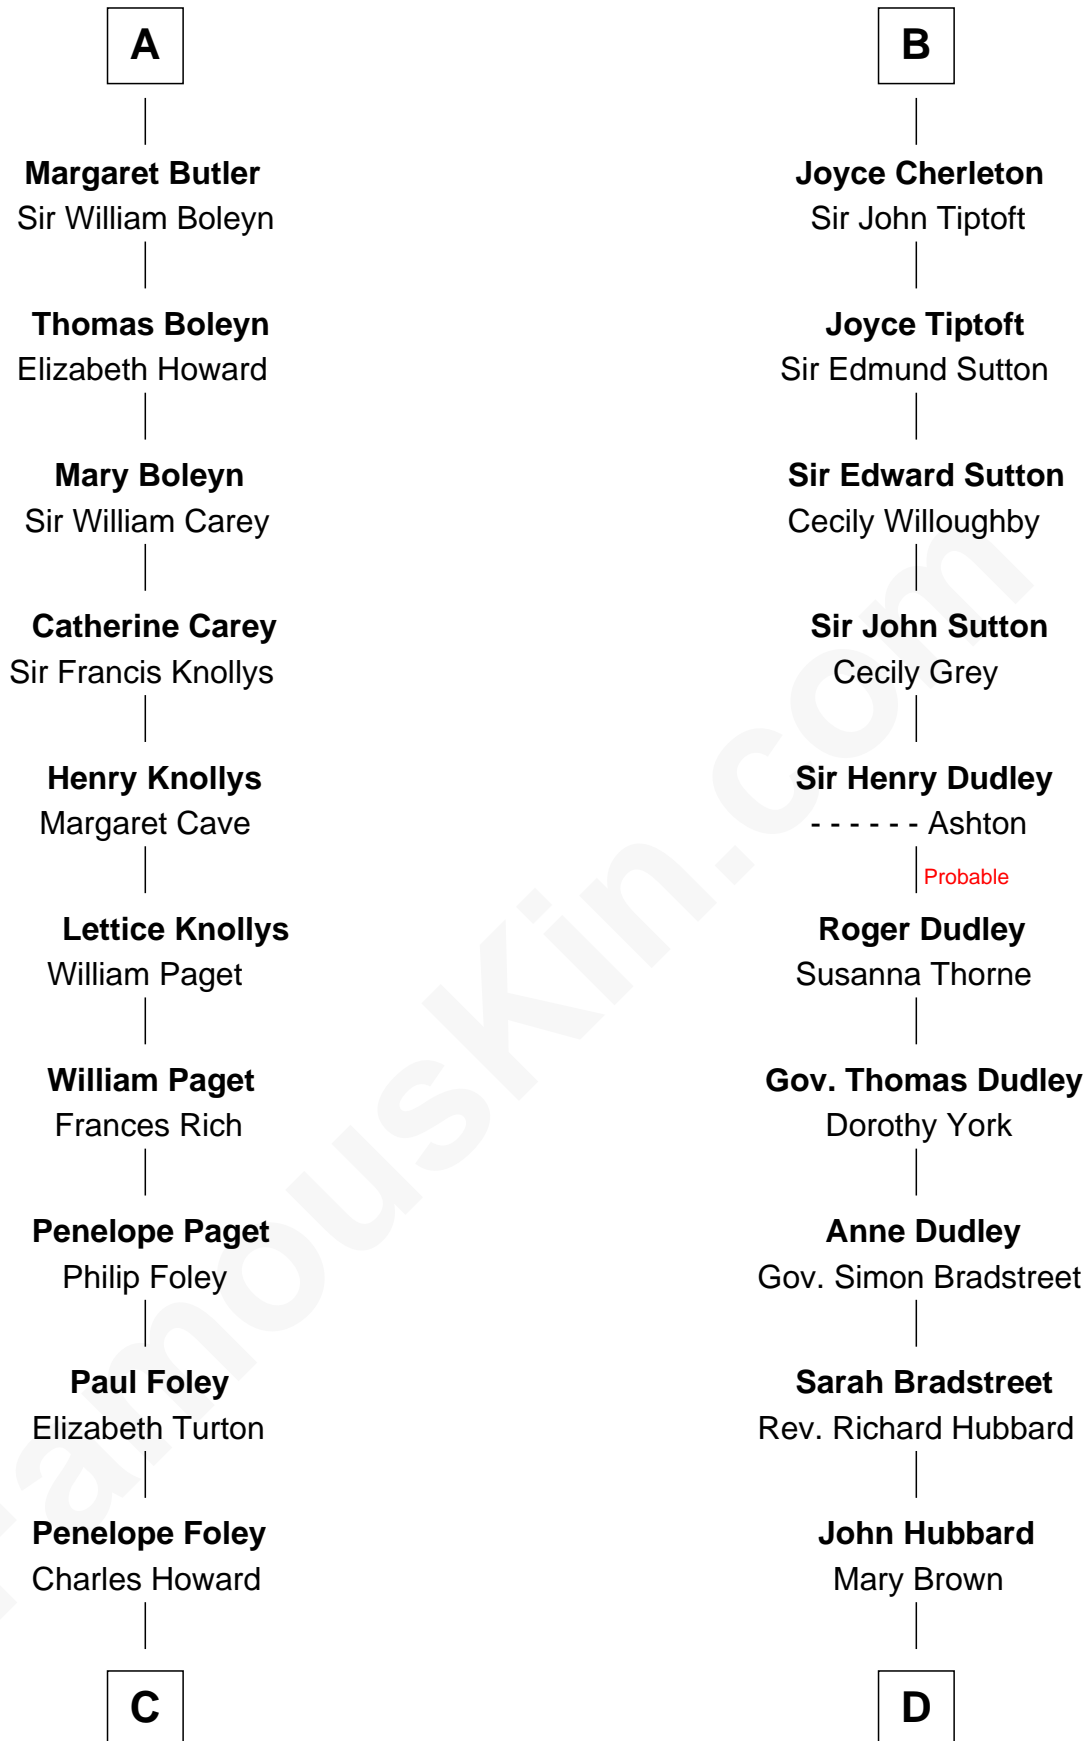 A
Margaret Butler
Sir William Boleyn
Thomas Boleyn
Elizabeth Howard
Mary Boleyn
Sir William Carey
Catherine Carey
Sir Francis Knollys
Henry Knollys
Margaret Cave
Lettice Knollys
William Paget
William Paget
Frances Rich
Penelope Paget
Philip Foley
Paul Foley
Elizabeth Turton
Penelope Foley
Charles Howard
C
B
Joyce Cherleton
Sir John Tiptoft
Joyce Tiptoft
Sir Edmund Sutton
Sir Edward Sutton
Cecily Willoughby
Sir John Sutton
Cecily Grey
Sir Henry Dudley
- - - - - - Ashton
Probable
Roger Dudley
Susanna Thorne
Gov. Thomas Dudley
Dorothy York
Anne Dudley
Gov. Simon Bradstreet
Sarah Bradstreet
Rev. Richard Hubbard
John Hubbard
Mary Brown
D
FamousKin.com